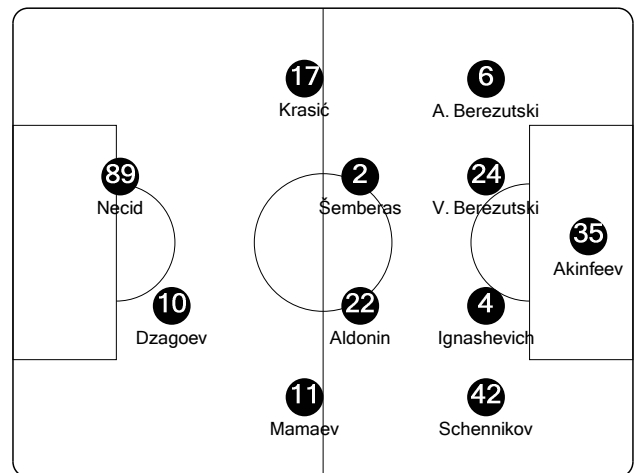 17
Krasić
6
A. Berezutski
89
Necid
2
Šemberas
24
V. Berezutski
35
Akinfeev
10
Dzagoev
22
Aldonin
4
Ignashevich
11
Mamaev
42
Schennikov